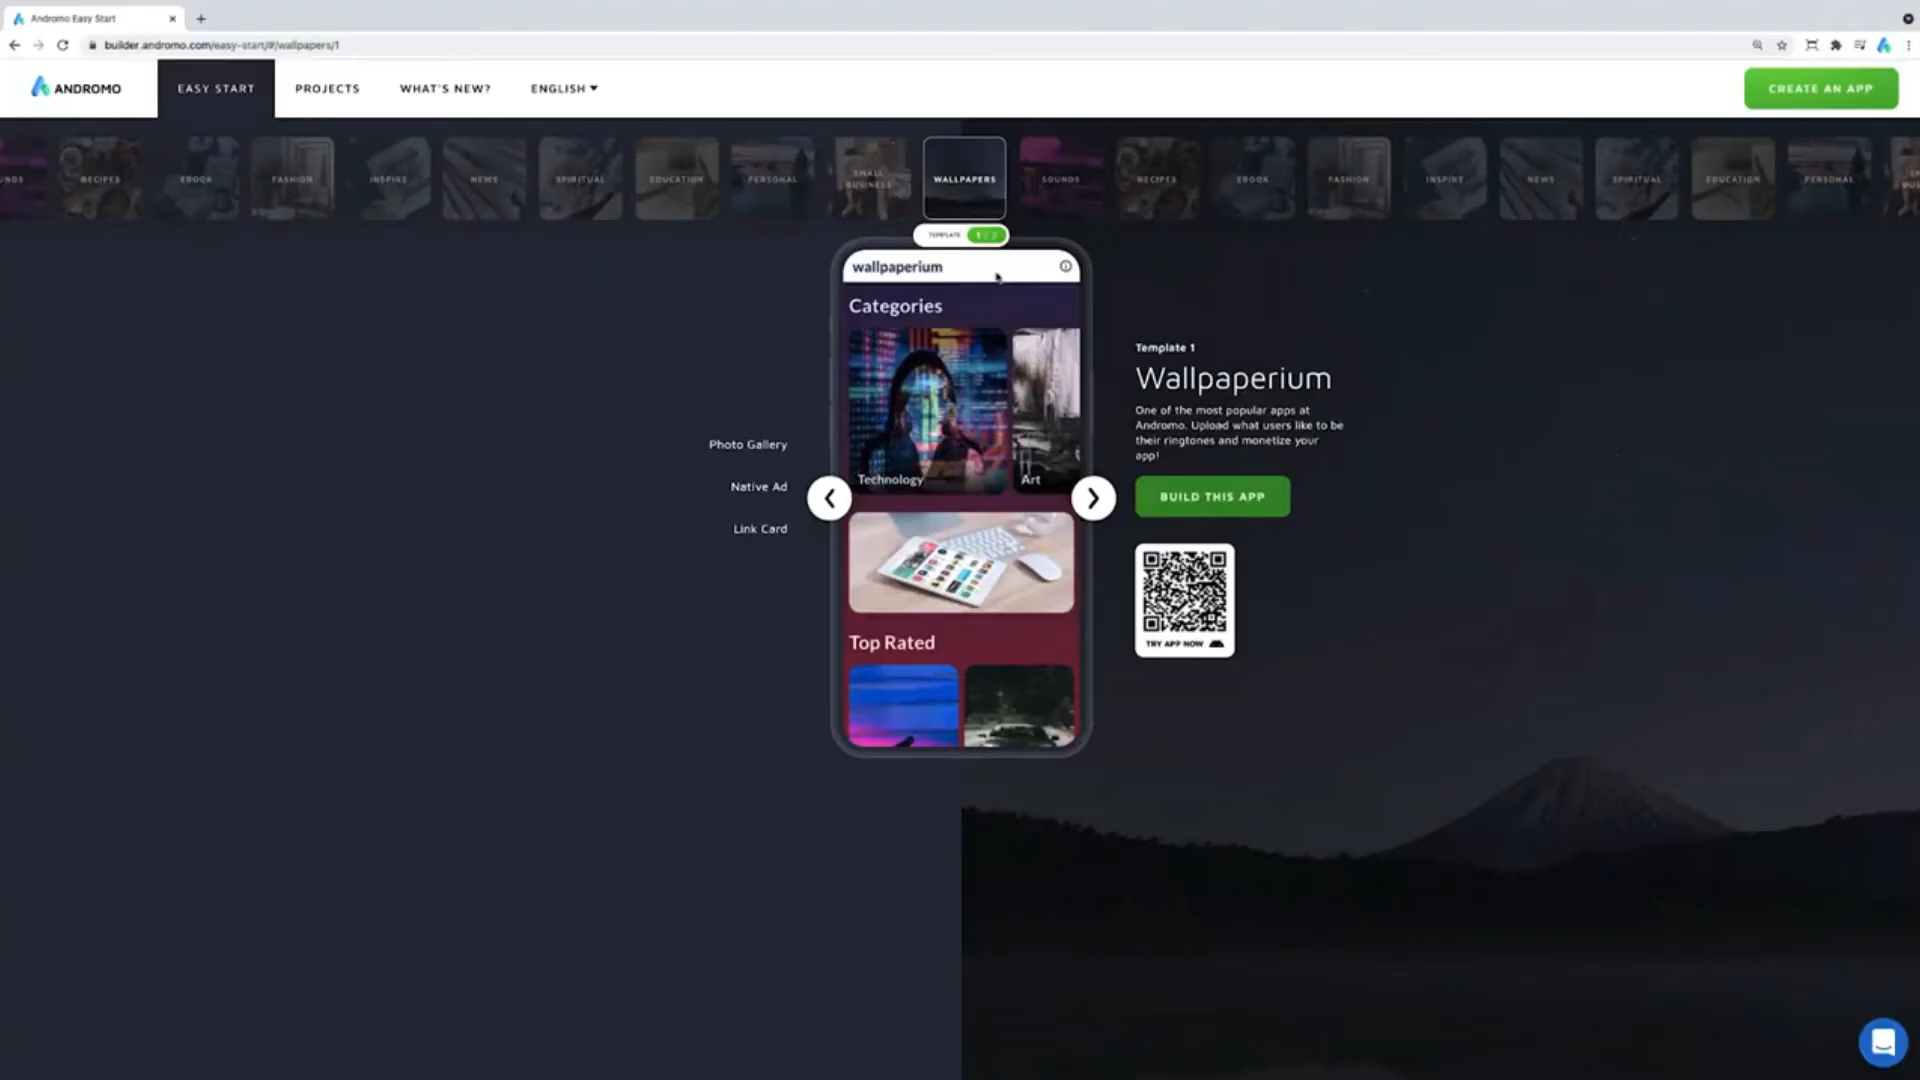 Andromo Easy Start
builder.andromo.com/easy-start/#/wallpapers/1
ANDROMO
EASY START
PROJECTS
WHAT'S NEW?
ENGLISH
CREATE AN APP
RECIPES
EBOOK
FASHION
INSPIRE
NEWS
SPIRITUAL
EDUCATION
PERSONAL
SMALL
BUSINESS
WALLPAPERS
SOUNDS
RECIPES
EBOOK
FASHION
INSPIRE
NEWS
SPIRITUAL
EDUCATION
PERSONAL
TEMPLATE
wallpaperium
Categories
Technology
Art
Top Rated
Photo Gallery
Native Ad
Link Card
Template 1
Wallpaperium
One of the most popular apps at
Andromo. Upload what users like to be
their ringtones and monetize your
app!
BUILD THIS APP
TRY APP NOW